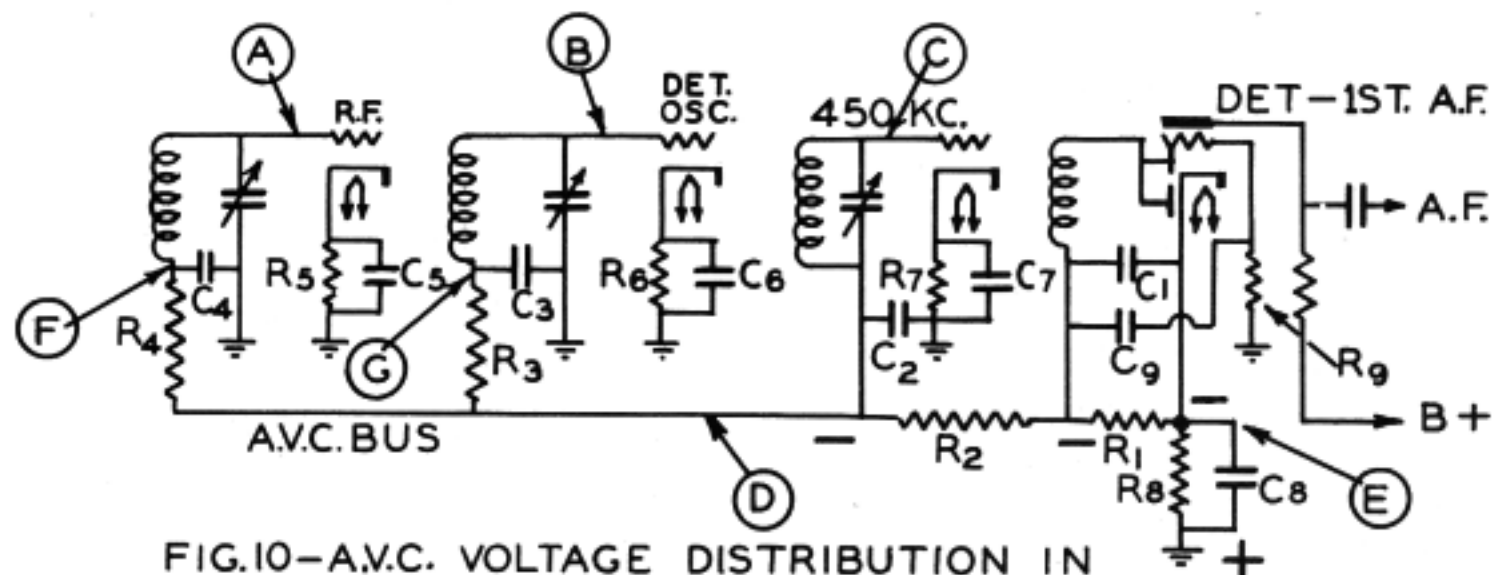 A
B
C
R.F.
DET.
OSC.
450 KC.
DET-1ST. A.F.
A.F.
F
C4
R4
R5
C5
G
C3
R3
R6
C6
R7
C7
C2
C1
C9
R9
A.V.C. BUS
D
R2
R1
R8
C8
E
B+
−
−
−
+
FIG.10-A.V.C. VOLTAGE DISTRIBUTION IN